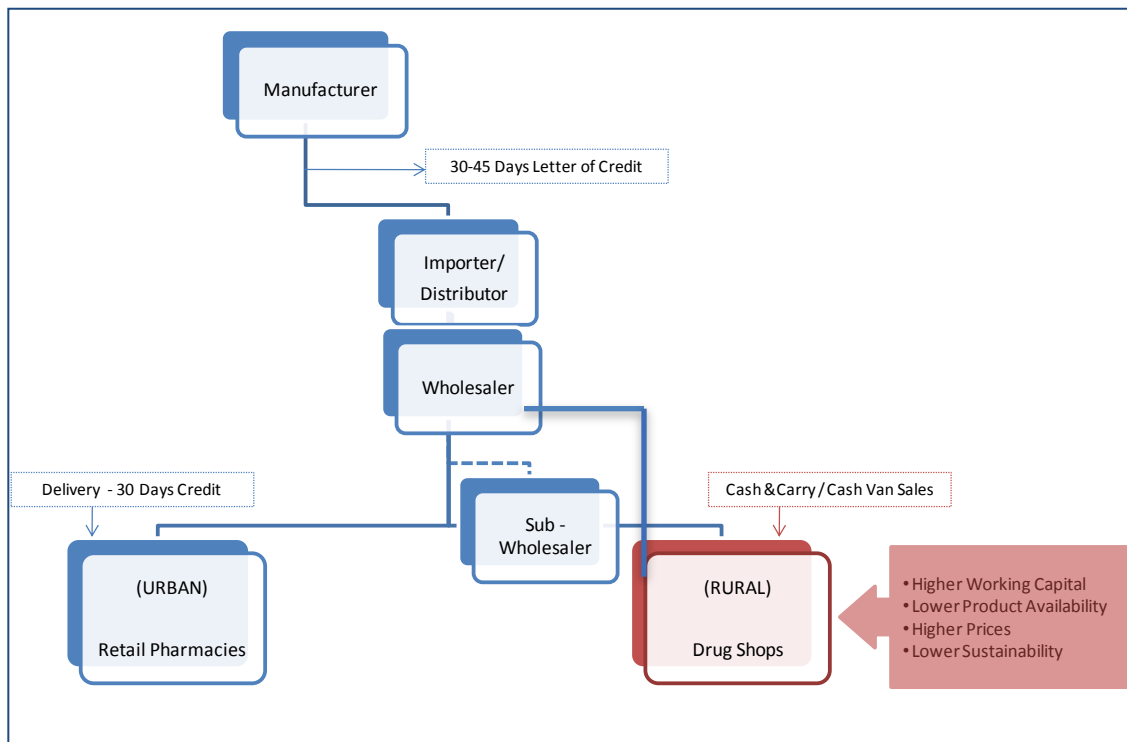 Manufacturer
30-45 Days Letter of Credit
Importer/
Distributor
Wholesaler
Delivery - 30 Days Credit
Cash & Carry / Cash Van Sales
Sub -
Wholesaler
(URBAN)
Retail Pharmacies
(RURAL)
Drug Shops
• Higher Working Capital
• Lower Product Availability
• Higher Prices
• Lower Sustainability